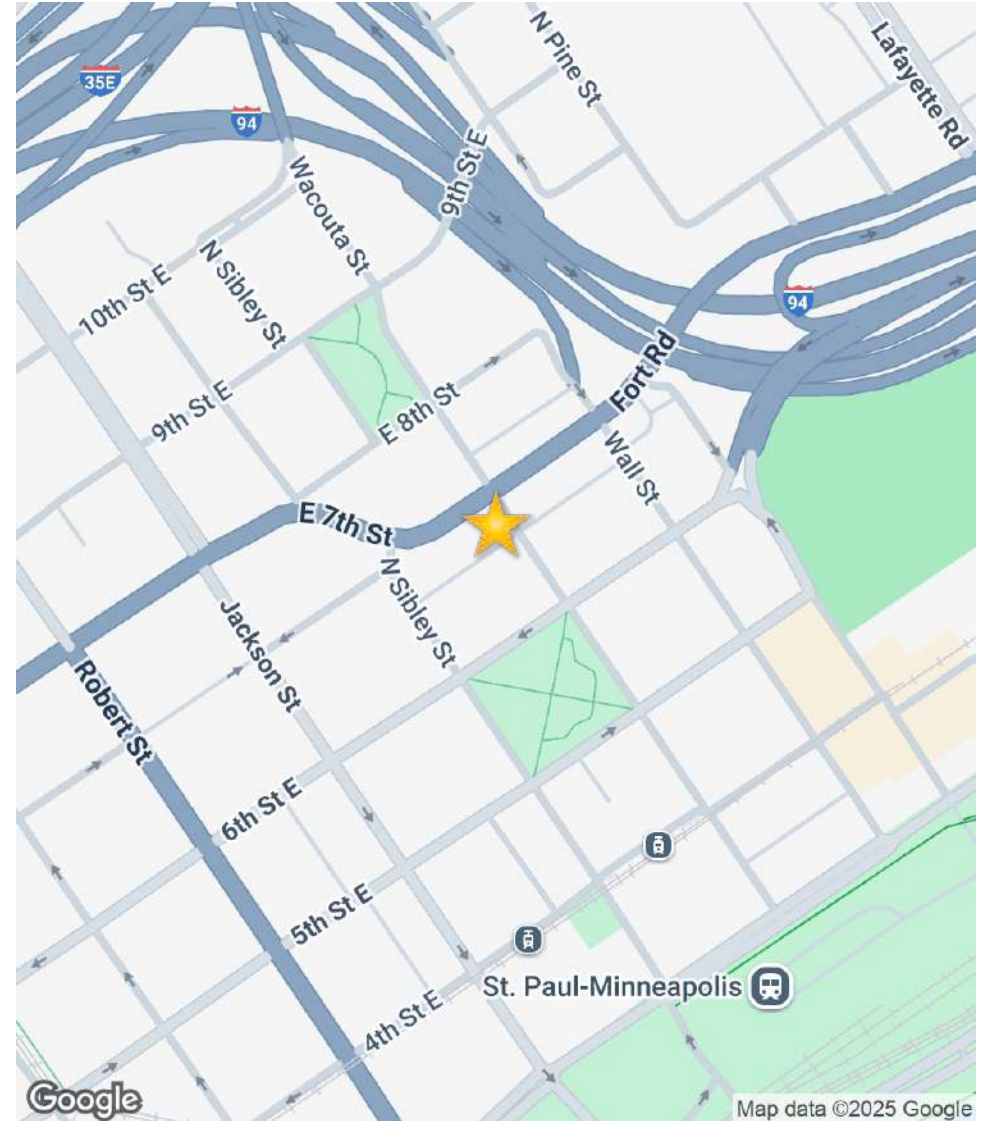 N Pine St
Lafayette Rd
35E
94
9th St E
Wacouta St
N Sibley St
10th St E
94
Fort Rd
9th St E
E 8th St
Wall St
E 7th St
N Sibley St
Jackson St
Robert St
6th St E
5th St E
St. Paul-Minneapolis
4th St E
Google
Map data ©2025 Google